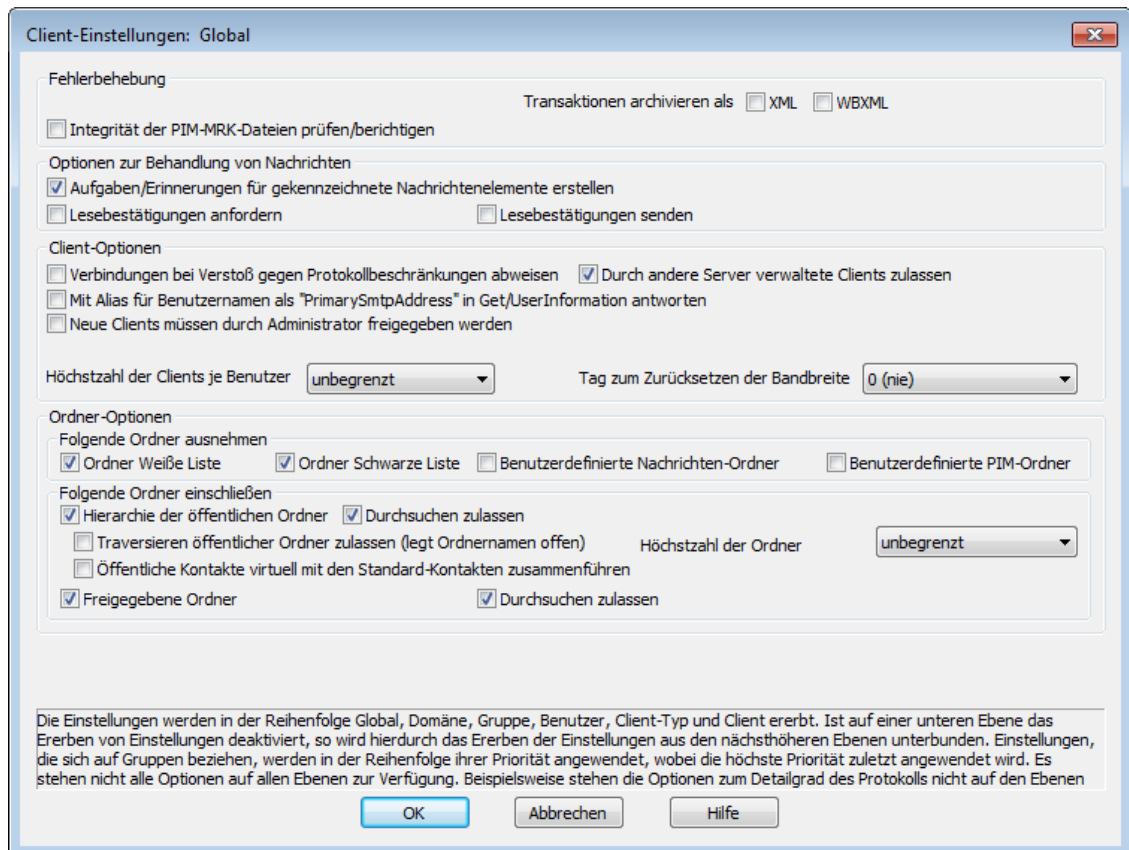 Client-Einstellungen: Global
Fehlerbehebung
Transaktionen archivieren als XML WBXML
Integrität der PIM-MRK-Dateien prüfen/berichtigen
Optionen zur Behandlung von Nachrichten
Aufgaben/Erinnerungen für gekennzeichnete Nachrichtenelemente erstellen
Lesebestätigungen anfordern Lesebestätigungen senden
Client-Optionen
Verbindungen bei Verstoß gegen Protokollbeschränkungen abweisen Durch andere Server verwaltete Clients zulassen
Mit Alias für Benutzernamen als "PrimarySmtpAddress" in Get/UserInformation antworten
Neue Clients müssen durch Administrator freigegeben werden
Höchstzahl der Clients je Benutzer unbegrenzt Tag zum Zurücksetzen der Bandbreite 0 (nie)
Ordner-Optionen
Folgende Ordner ausnehmen
Ordner Weiße Liste Ordner Schwarze Liste Benutzerdefinierte Nachrichten-Ordner Benutzerdefinierte PIM-Ordner
Folgende Ordner einschließen
Hierarchie der öffentlichen Ordner Durchsuchen zulassen
Traversieren öffentlicher Ordner zulassen (legt Ordnernamen offen) Höchstzahl der Ordner unbegrenzt
Öffentliche Kontakte virtuell mit den Standard-Kontakten zusammenführen
Freigegebene Ordner Durchsuchen zulassen
Die Einstellungen werden in der Reihenfolge Global, Domäne, Gruppe, Benutzer, Client-Typ und Client ererbt. Ist auf einer unteren Ebene das
Ererben von Einstellungen deaktiviert, so wird hierdurch das Ererben der Einstellungen aus den nächsthöheren Ebenen unterbunden. Einstellungen,
die sich auf Gruppen beziehen, werden in der Reihenfolge ihrer Priorität angewendet, wobei die höchste Priorität zuletzt angewendet wird. Es
stehen nicht alle Optionen auf allen Ebenen zur Verfügung. Beispielsweise stehen die Optionen zum Detailgrad des Protokolls nicht auf den Ebenen
OK Abbrechen Hilfe